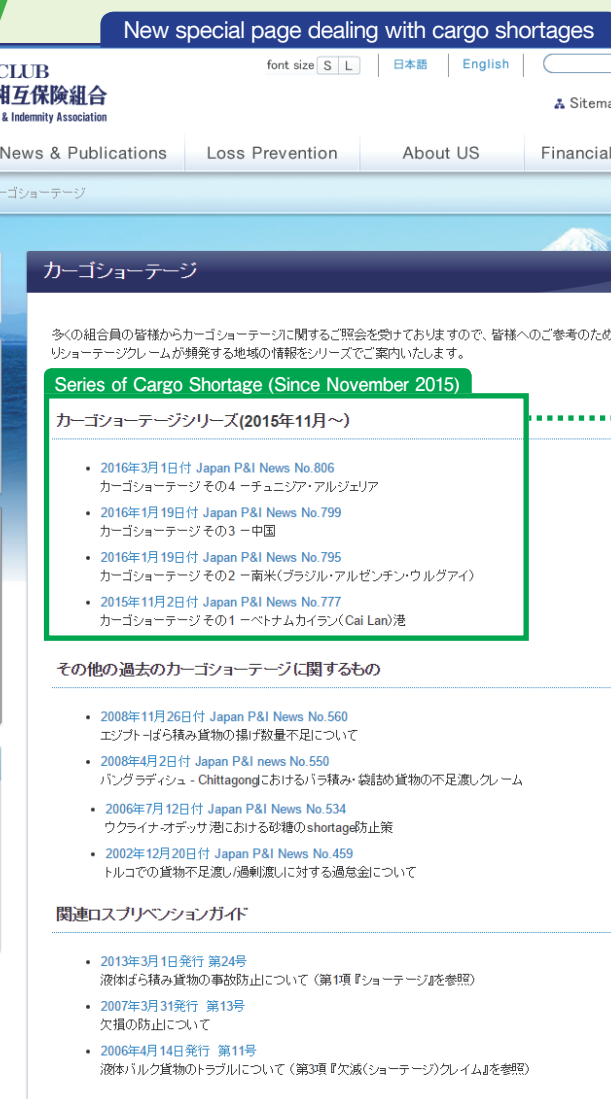 New special page dealing with cargo shortages
font size S L 日本語 English
CLUB
相互保険組合
& Indemnity Association
Sitema
News & Publications Loss Prevention About US Financial
ーゴショーテージ
カーゴショーテージ
多くの組合員の皆様からカーゴショーテージに関するご照会を受けておりますので、皆様へのご参考のため
りショーテージクレームが頻発する地域の情報をシリーズでご案内いたします。
Series of Cargo Shortage (Since November 2015)
カーゴショーテージシリーズ(2015年11月～)
• 2016年3月1日付 Japan P&I News No.806
カーゴショーテージ その4 －チュニジア・アルジェリア
• 2016年1月19日付 Japan P&I News No.799
カーゴショーテージ その3 －中国
• 2016年1月19日付 Japan P&I News No.795
カーゴショーテージ その2 －南米(ブラジル・アルゼンチン・ウルグアイ)
• 2015年11月2日付 Japan P&I News No.777
カーゴショーテージ その1 －ベトナムカイラン(Cai Lan)港
その他の過去のカーゴショーテージに関するもの
• 2008年11月26日付 Japan P&I News No.560
エジプト-ばら積み貨物の揚げ数量不足について
• 2008年4月2日付 Japan P&I news No.550
バングラディシュ - Chittagongにおけるバラ積み・袋詰め貨物の不足渡しクレーム
• 2006年7月12日付 Japan P&I News No.534
ウクライナ-オデッサ港における砂糖のshortage防止策
• 2002年12月20日付 Japan P&I News No.459
トルコでの貨物不足渡し/過剰渡しに対する過怠金について
関連ロスプリベンションガイド
• 2013年3月1日発行 第24号
液体ばら積み貨物の事故防止について (第1項『ショーテージ』を参照)
• 2007年3月31発行 第13号
欠損の防止について
• 2006年4月14日発行 第11号
液体バルク貨物のトラブルについて (第3項『欠減(ショーテージ)クレイム』を参照)